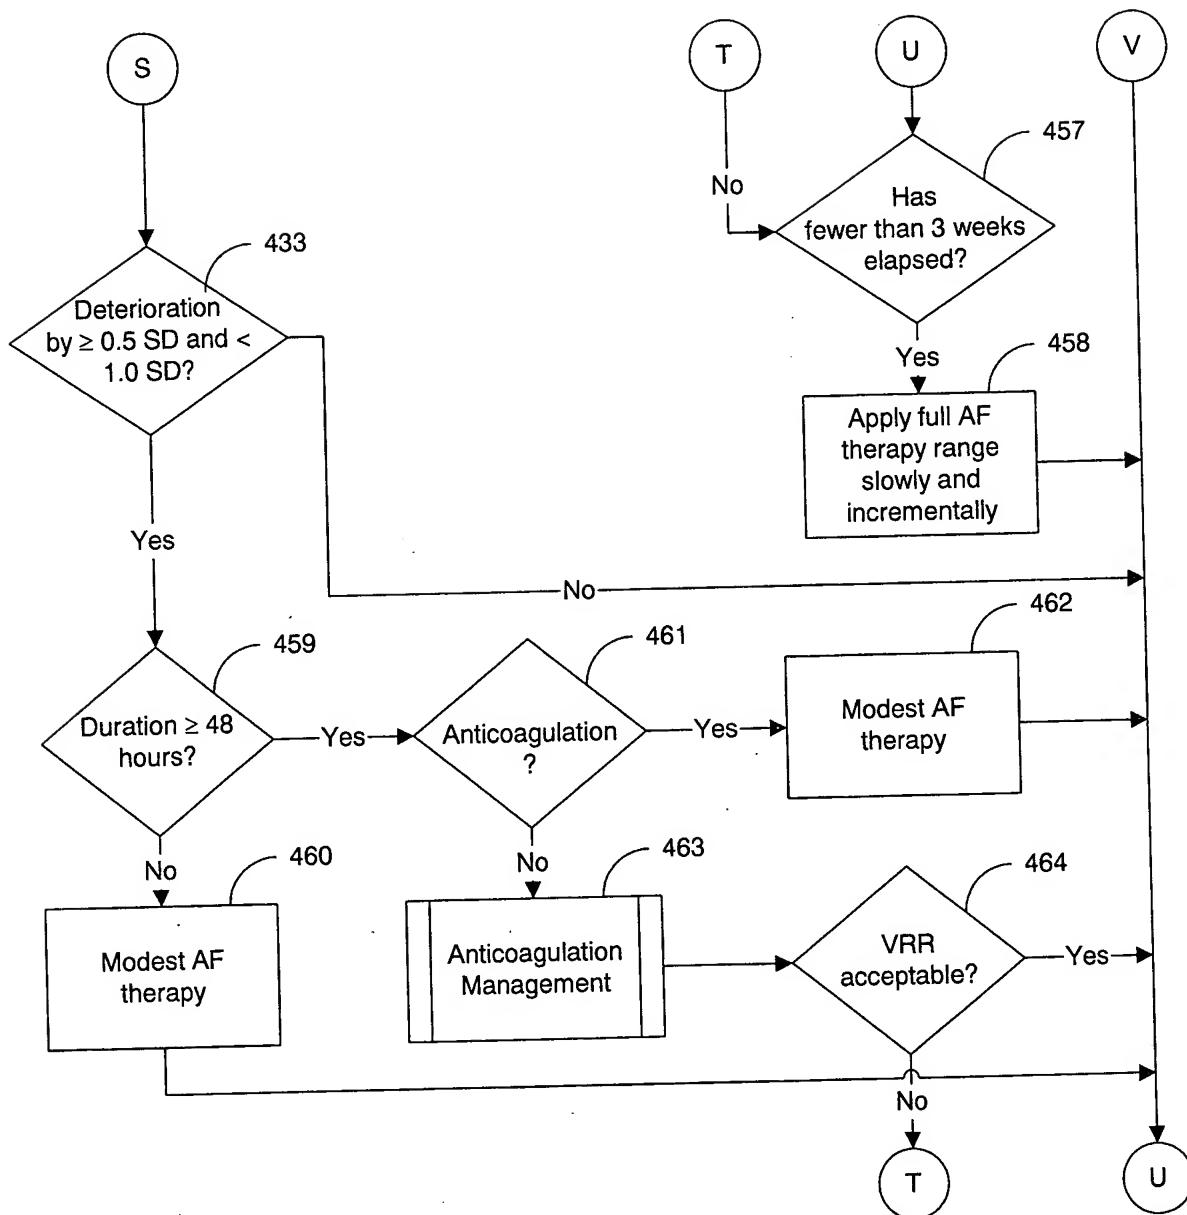 S
T
U
V
457
No
Has
fewer than 3 weeks
elapsed?
433
Deterioration
by ≥ 0.5 SD and <
1.0 SD?
Yes
458
Apply full AF
therapy range
slowly and
incrementally
Yes
No
462
461
459
Duration ≥ 48
hours?
Yes
Anticoagulation
?
Yes
Modest AF
therapy
No
460
No
463
464
Modest AF
therapy
Anticoagulation
Management
VRR
acceptable?
Yes
No
T
U